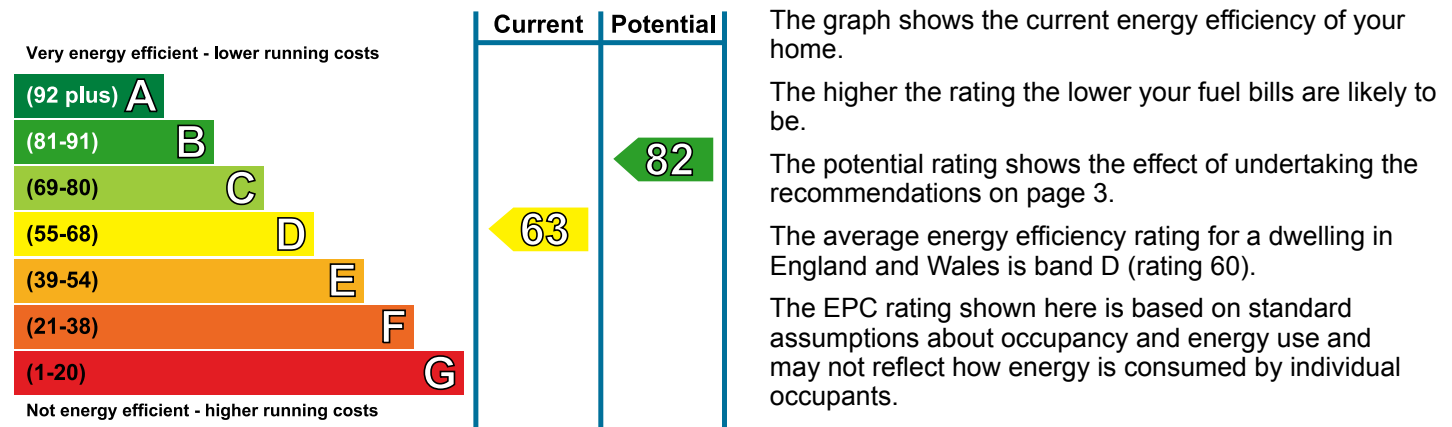 Current Potential
Very energy efficient - lower running costs
(92 plus) A
(81-91) B
82
(69-80) C
(55-68) D
63
(39-54) E
(21-38) F
(1-20) G
Not energy efficient - higher running costs
The graph shows the current energy efficiency of your
home.
The higher the rating the lower your fuel bills are likely to
be.
The potential rating shows the effect of undertaking the
recommendations on page 3.
The average energy efficiency rating for a dwelling in
England and Wales is band D (rating 60).
The EPC rating shown here is based on standard
assumptions about occupancy and energy use and
may not reflect how energy is consumed by individual
occupants.